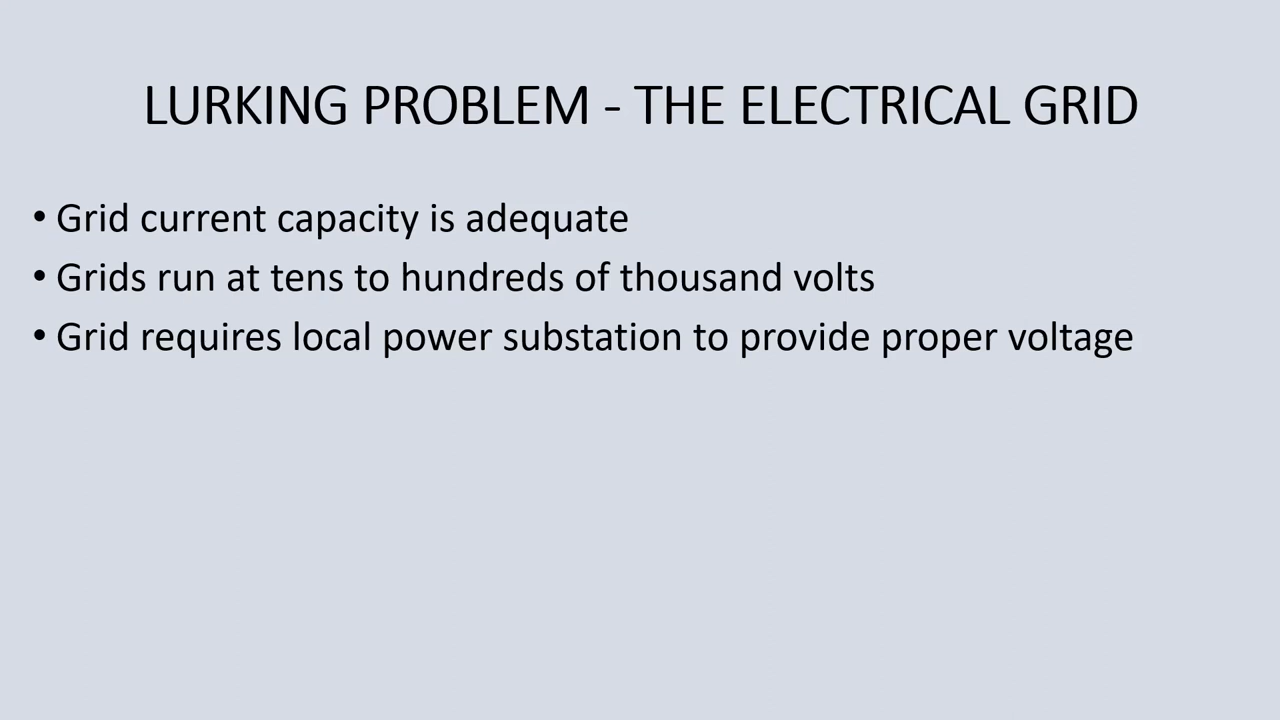 LURKING PROBLEM - THE ELECTRICAL GRID
• Grid current capacity is adequate
• Grids run at tens to hundreds of thousand volts
• Grid requires local power substation to provide proper voltage